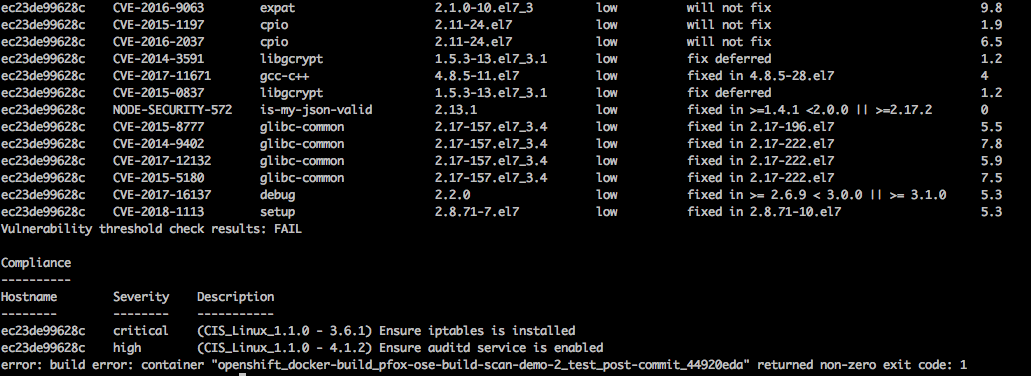 ec23de99628c CVE-2016-9063 expat 2.1.0-10.el7_3 low will not fix 9.8
ec23de99628c CVE-2015-1197 cpio 2.11-24.el7 low will not fix 1.9
ec23de99628c CVE-2016-2037 cpio 2.11-24.el7 low will not fix 6.5
ec23de99628c CVE-2014-3591 libgcrypt 1.5.3-13.el7_3.1 low fix deferred 1.2
ec23de99628c CVE-2017-11671 gcc-c++ 4.8.5-11.el7 low fixed in 4.8.5-28.el7 4
ec23de99628c CVE-2015-0837 libgcrypt 1.5.3-13.el7_3.1 low fix deferred 1.2
ec23de99628c NODE-SECURITY-572 is-my-json-valid 2.13.1 low fixed in >=1.4.1 <2.0.0 || >=2.17.2 0
ec23de99628c CVE-2015-8777 glibc-common 2.17-157.el7_3.4 low fixed in 2.17-196.el7 5.5
ec23de99628c CVE-2014-9402 glibc-common 2.17-157.el7_3.4 low fixed in 2.17-222.el7 7.8
ec23de99628c CVE-2017-12132 glibc-common 2.17-157.el7_3.4 low fixed in 2.17-222.el7 5.9
ec23de99628c CVE-2015-5180 glibc-common 2.17-157.el7_3.4 low fixed in 2.17-222.el7 7.5
ec23de99628c CVE-2017-16137 debug 2.2.0 low fixed in >= 2.6.9 < 3.0.0 || >= 3.1.0 5.3
ec23de99628c CVE-2018-1113 setup 2.8.71-7.el7 low fixed in 2.8.71-10.el7 5.3
Vulnerability threshold check results: FAIL
Compliance
----------
Hostname Severity Description
-------- -------- -----------
ec23de99628c critical (CIS_Linux_1.1.0 - 3.6.1) Ensure iptables is installed
ec23de99628c high (CIS_Linux_1.1.0 - 4.1.2) Ensure auditd service is enabled
error: build error: container "openshift_docker-build_pfox-ose-build-scan-demo-2_test_post-commit_44920eda" returned non-zero exit code: 1